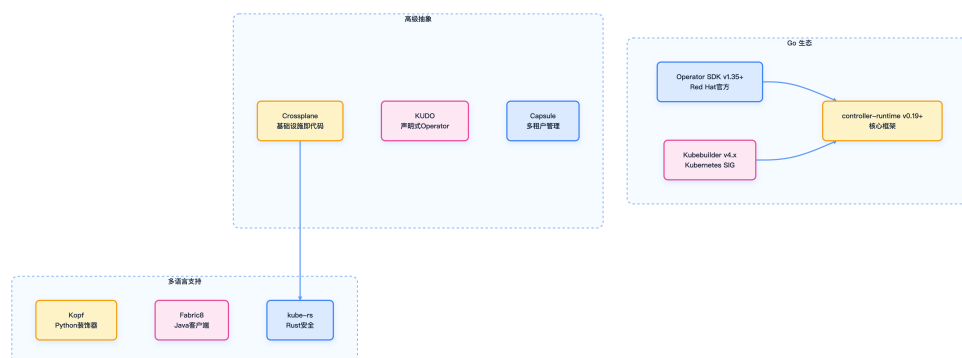 高级抽象
Crossplane
基础设施即代码
KUDO
声明式Operator
Capsule
多租户管理
Go 生态
Operator SDK v1.35+
Red Hat官方
controller-runtime v0.19+
核心框架
Kubebuilder v4.x
Kubernetes SIG
多语言支持
Kopf
Python装饰器
Fabric8
Java客户端
kube-rs
Rust安全